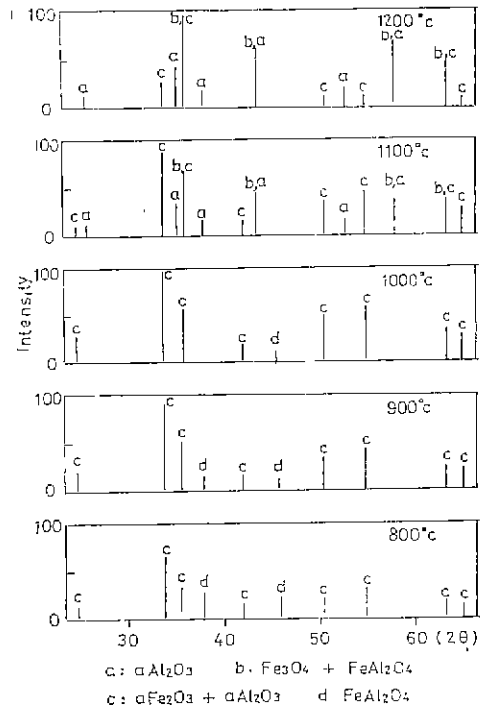 100
b,c
1200°c
a
c
a
a
b,a
c
a
c
b,c
b,c
c
0
100
1100°c
c
a
c
a
b,c
a
c
b,a
c
a
c
b,c
b,c
c
0
100
1000°c
c
c
c
c
d
c
c
c
c
0
100
900°c
c
c
c
d
c
d
c
c
c
c
0
100
800°c
c
c
c
d
c
d
c
c
c
c
0
Intensity
30 40 50 60 (2θ)
a: αAl2O3 b. Fe3O4 + FeAl2O4
c: αFe2O3 + αAl2O3 d FeAl2O4